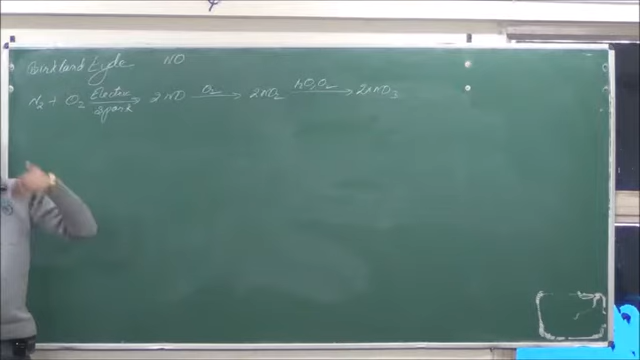 Birkland Eyde NO
N₂ + O₂ Electric Spark → 2NO O₂ → 2NO₂ H₂O, O₂ → 2HNO₃